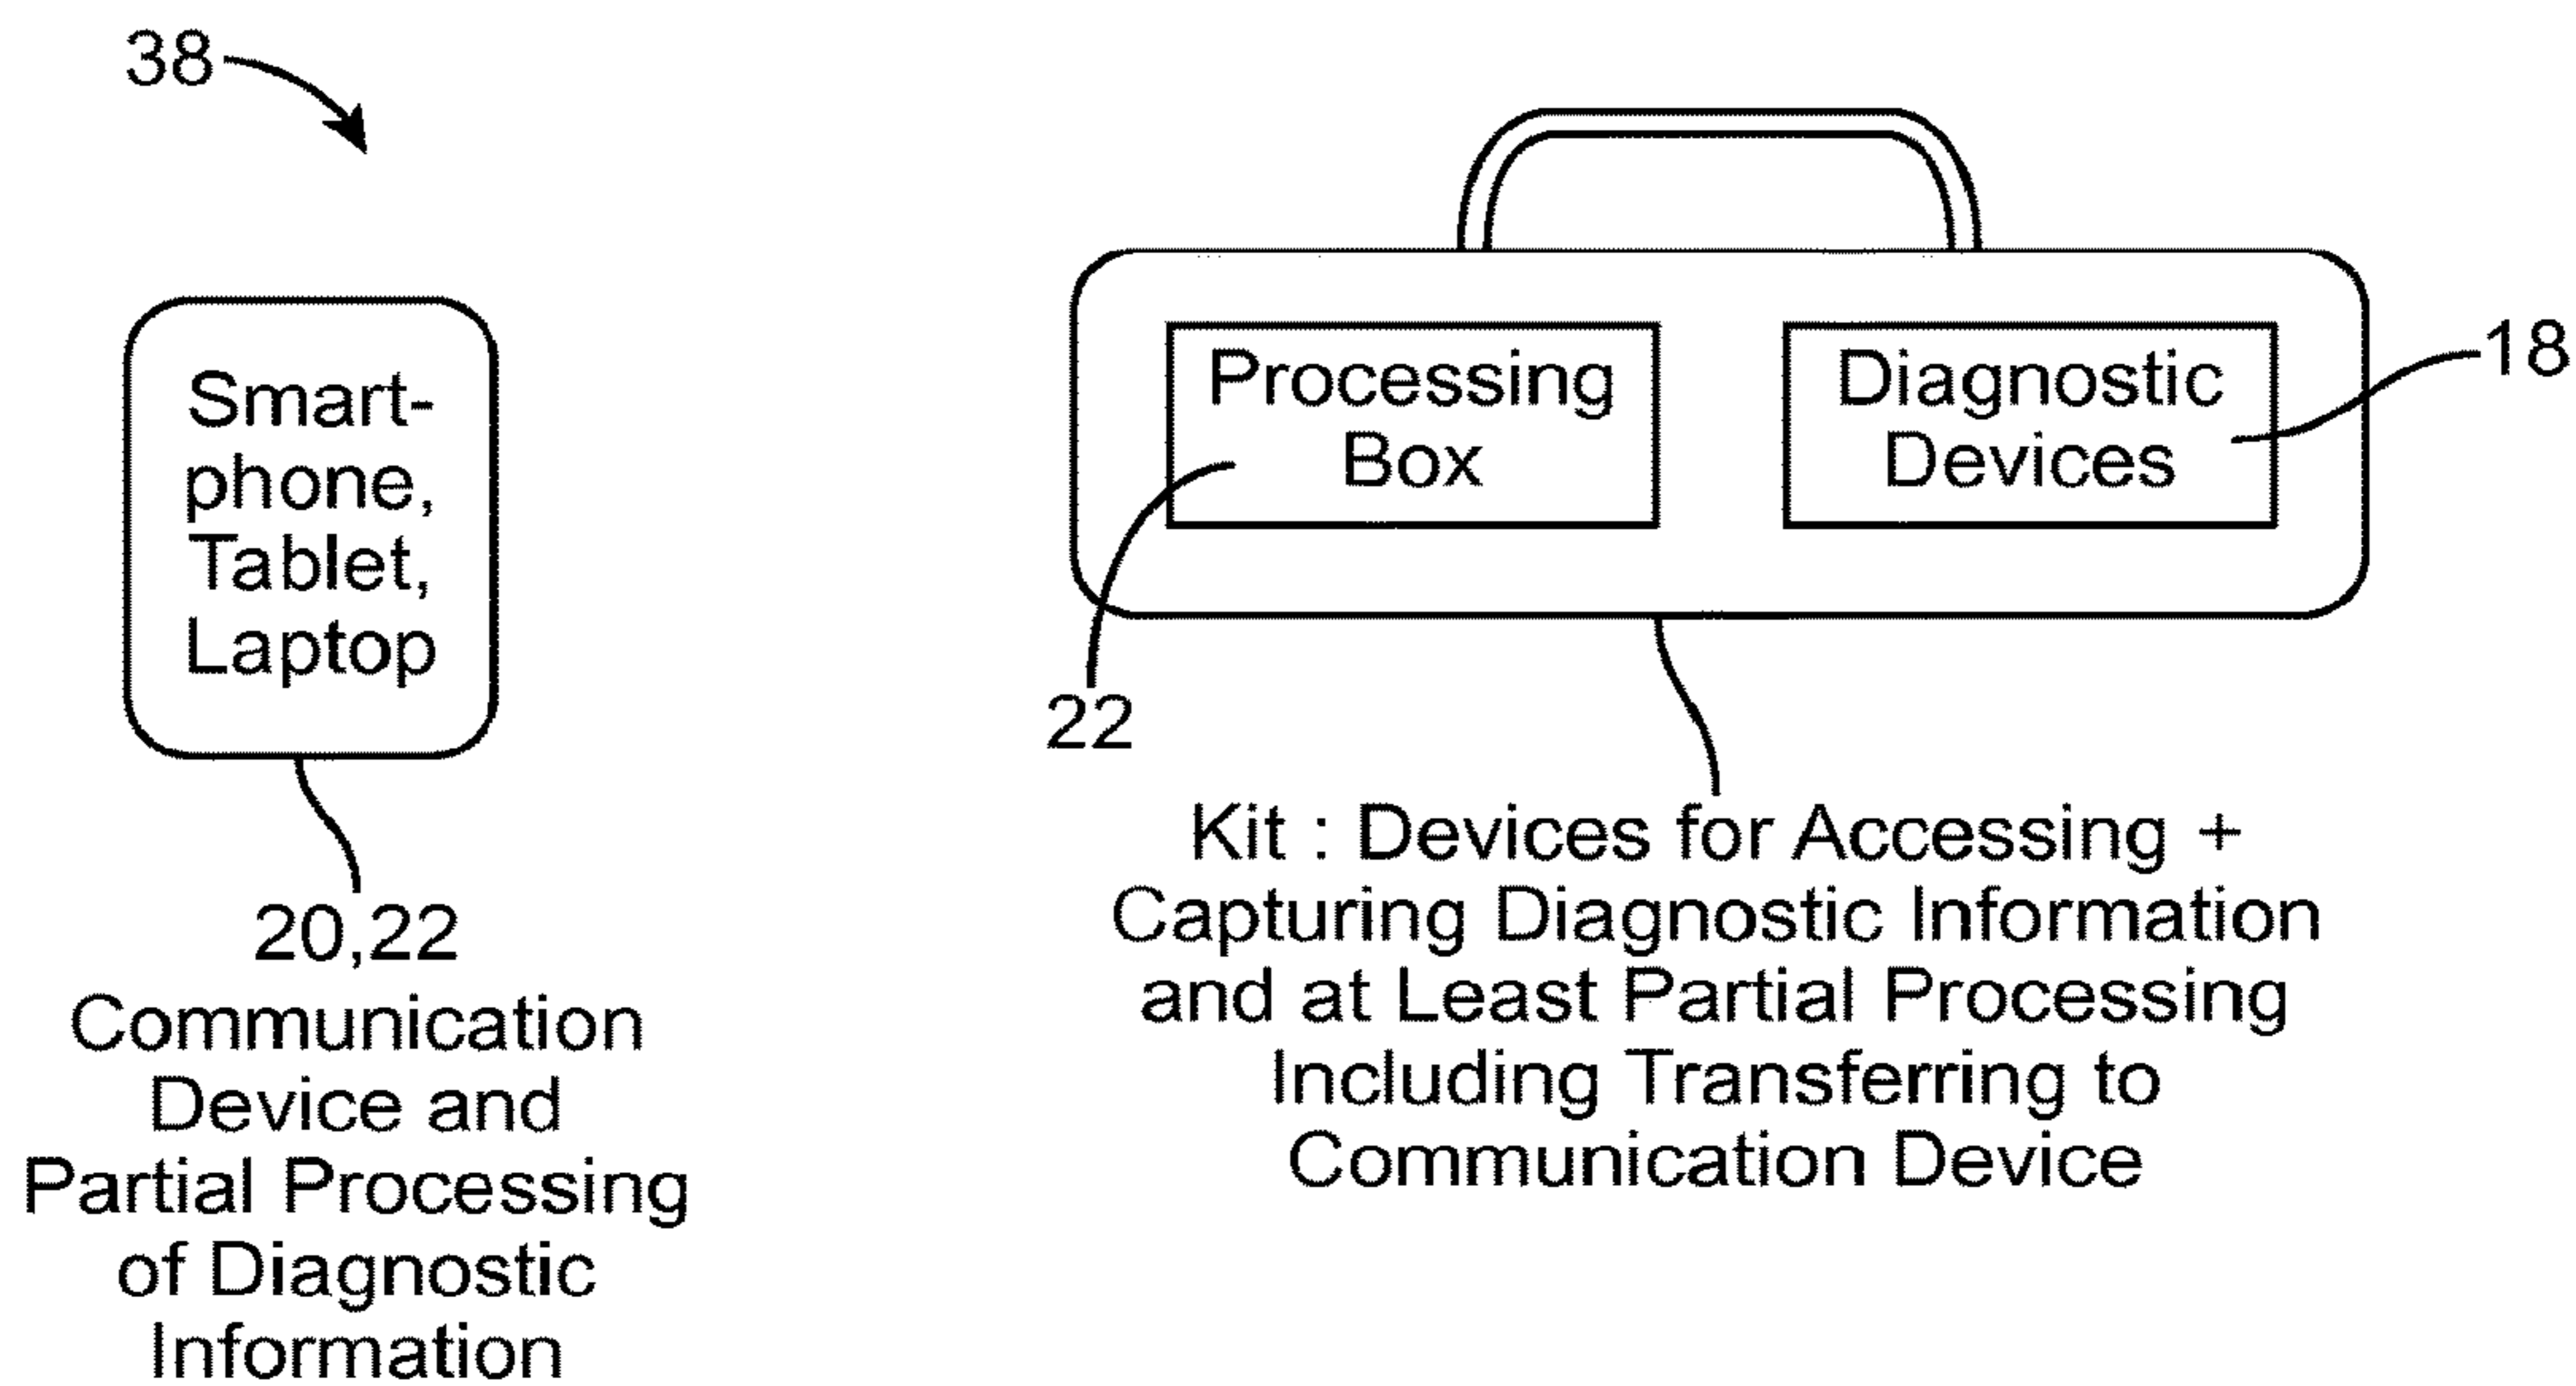 38
Smart-
phone,
Tablet,
Laptop
20,22
Communication
Device and
Partial Processing
of Diagnostic
Information
Processing
Box
22
Diagnostic
Devices
18
Kit : Devices for Accessing +
Capturing Diagnostic Information
and at Least Partial Processing
Including Transferring to
Communication Device